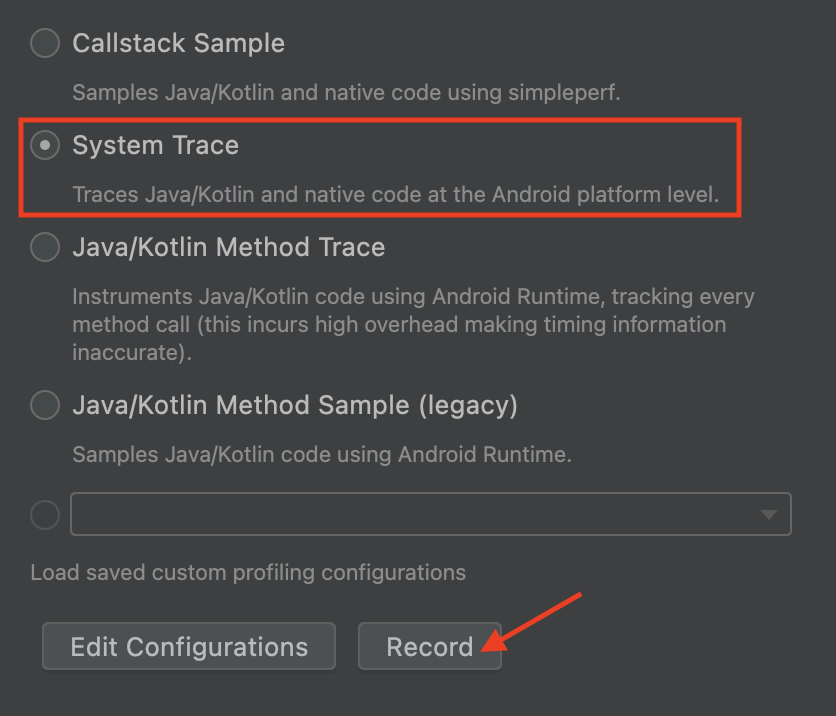 Callstack Sample
Samples Java/Kotlin and native code using simpleperf.
System Trace
Traces Java/Kotlin and native code at the Android platform level.
Java/Kotlin Method Trace
Instruments Java/Kotlin code using Android Runtime, tracking every
method call (this incurs high overhead making timing information
inaccurate).
Java/Kotlin Method Sample (legacy)
Samples Java/Kotlin code using Android Runtime.
Load saved custom profiling configurations
Edit Configurations
Record